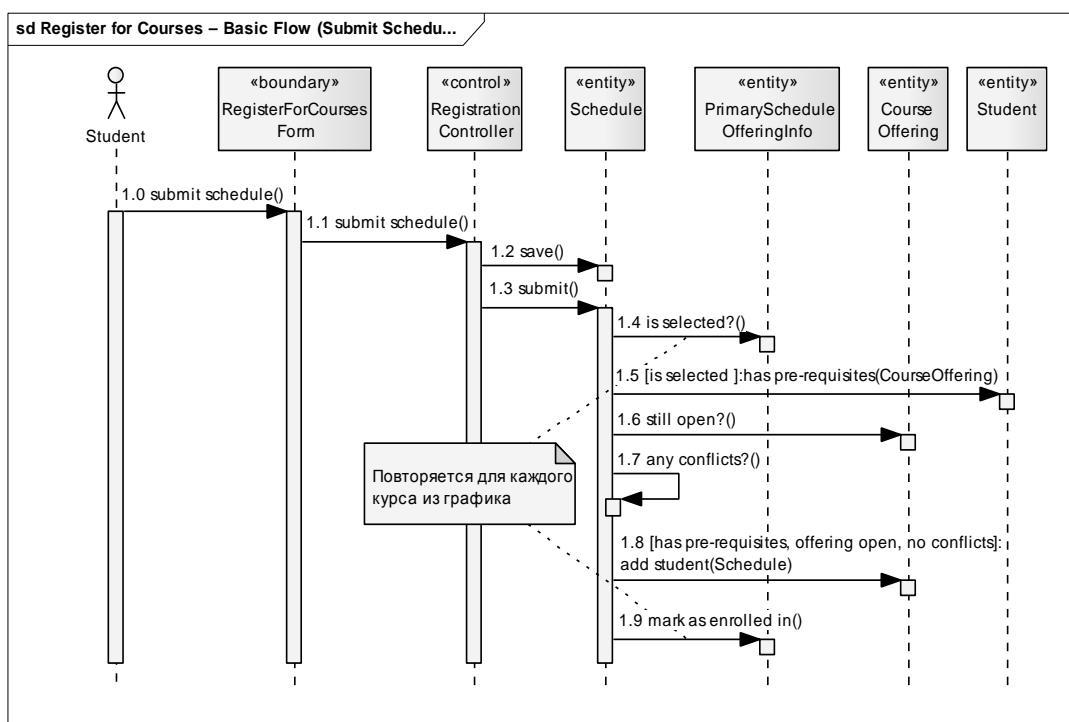 sd Register for Courses – Basic Flow (Submit Schedu...
Student
«boundary»
RegisterForCourses
Form
«control»
Registration
Controller
«entity»
Schedule
«entity»
PrimarySchedule
OfferingInfo
«entity»
Course
Offering
«entity»
Student
1.0 submit schedule()
1.1 submit schedule()
1.2 save()
1.3 submit()
1.4 is selected?()
1.5 [is selected ]:has pre-requisites(CourseOffering)
1.6 still open?()
1.7 any conflicts?()
Повторяется для каждого
курса из графика
1.8 [has pre-requisites, offering open, no conflicts]:
add student(Schedule)
1.9 mark as enrolled in()